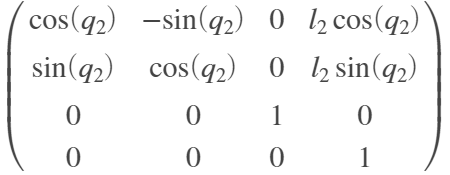 cos(q₂) −sin(q₂) 0 l₂ cos(q₂)
sin(q₂) cos(q₂) 0 l₂ sin(q₂)
0 0 1 0
0 0 0 1